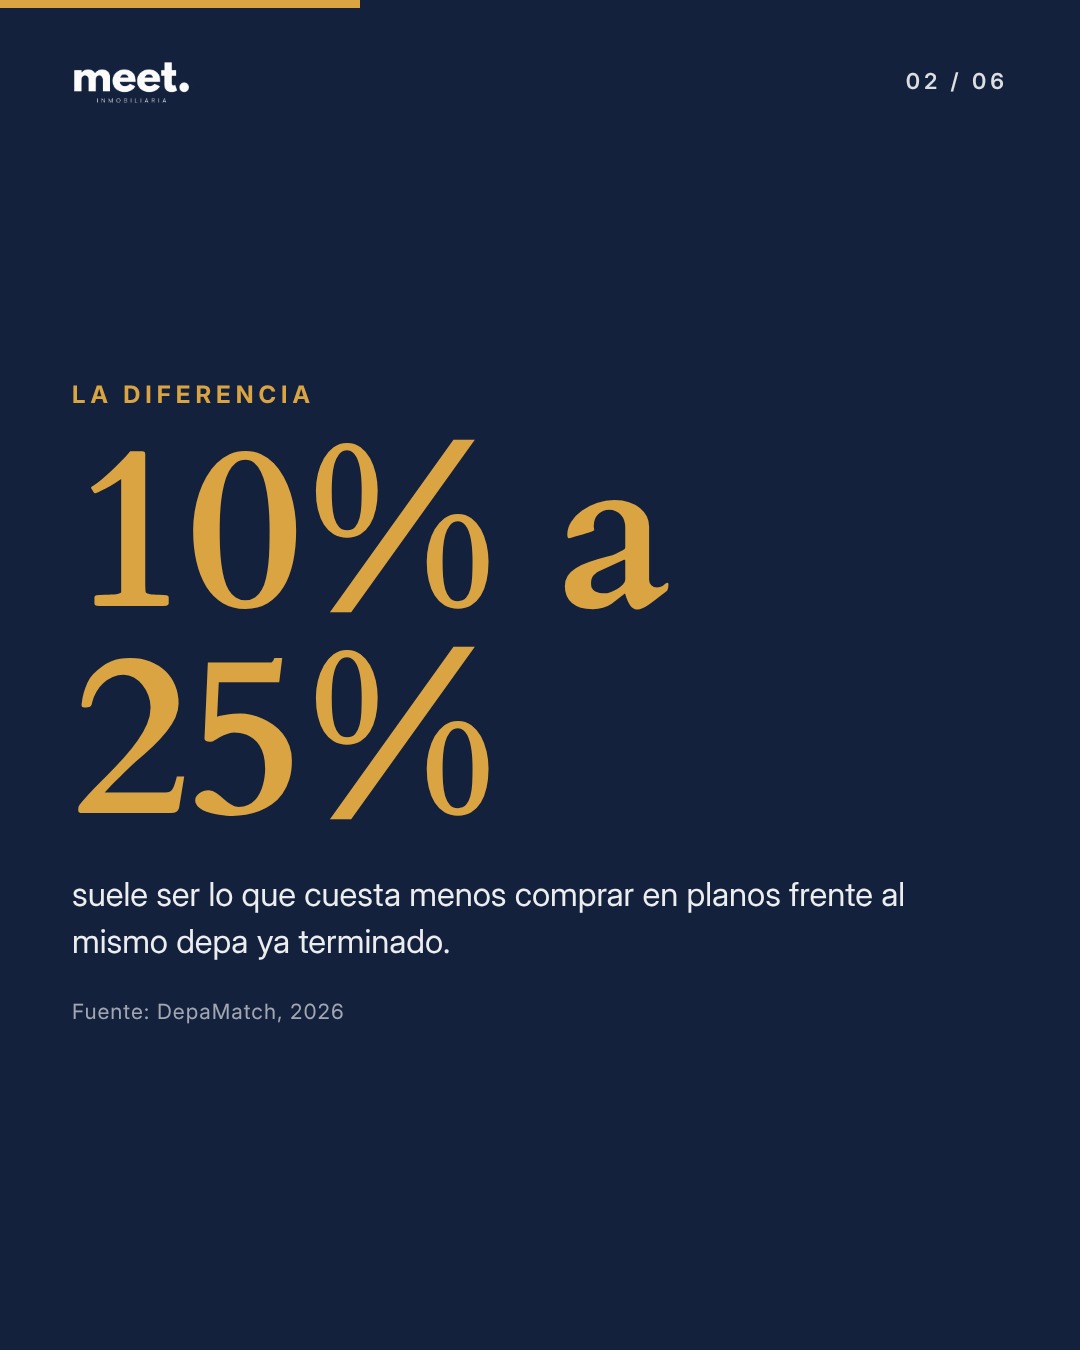 meet.
INMOBILIARIA
02 / 06
LA DIFERENCIA
10% a
25%
suele ser lo que cuesta menos comprar en planos frente al
mismo depa ya terminado.
Fuente: DepaMatch, 2026